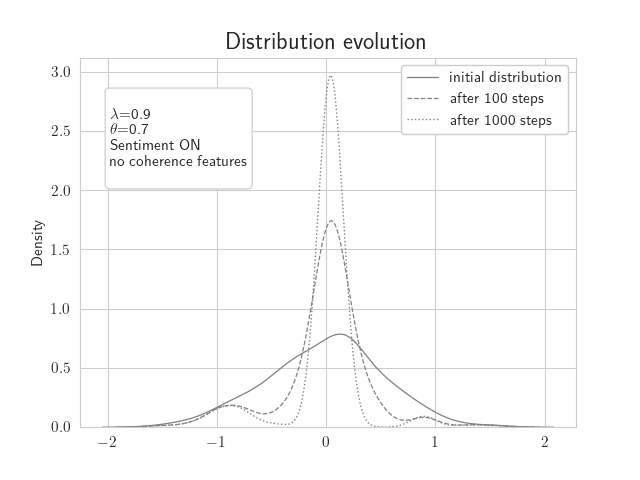 Distribution evolution
λ=0.9
θ=0.7
Sentiment ON
no coherence features
initial distribution
after 100 steps
after 1000 steps
Density
3.0
2.5
2.0
1.5
1.0
0.5
0.0
−2 −1 0 1 2